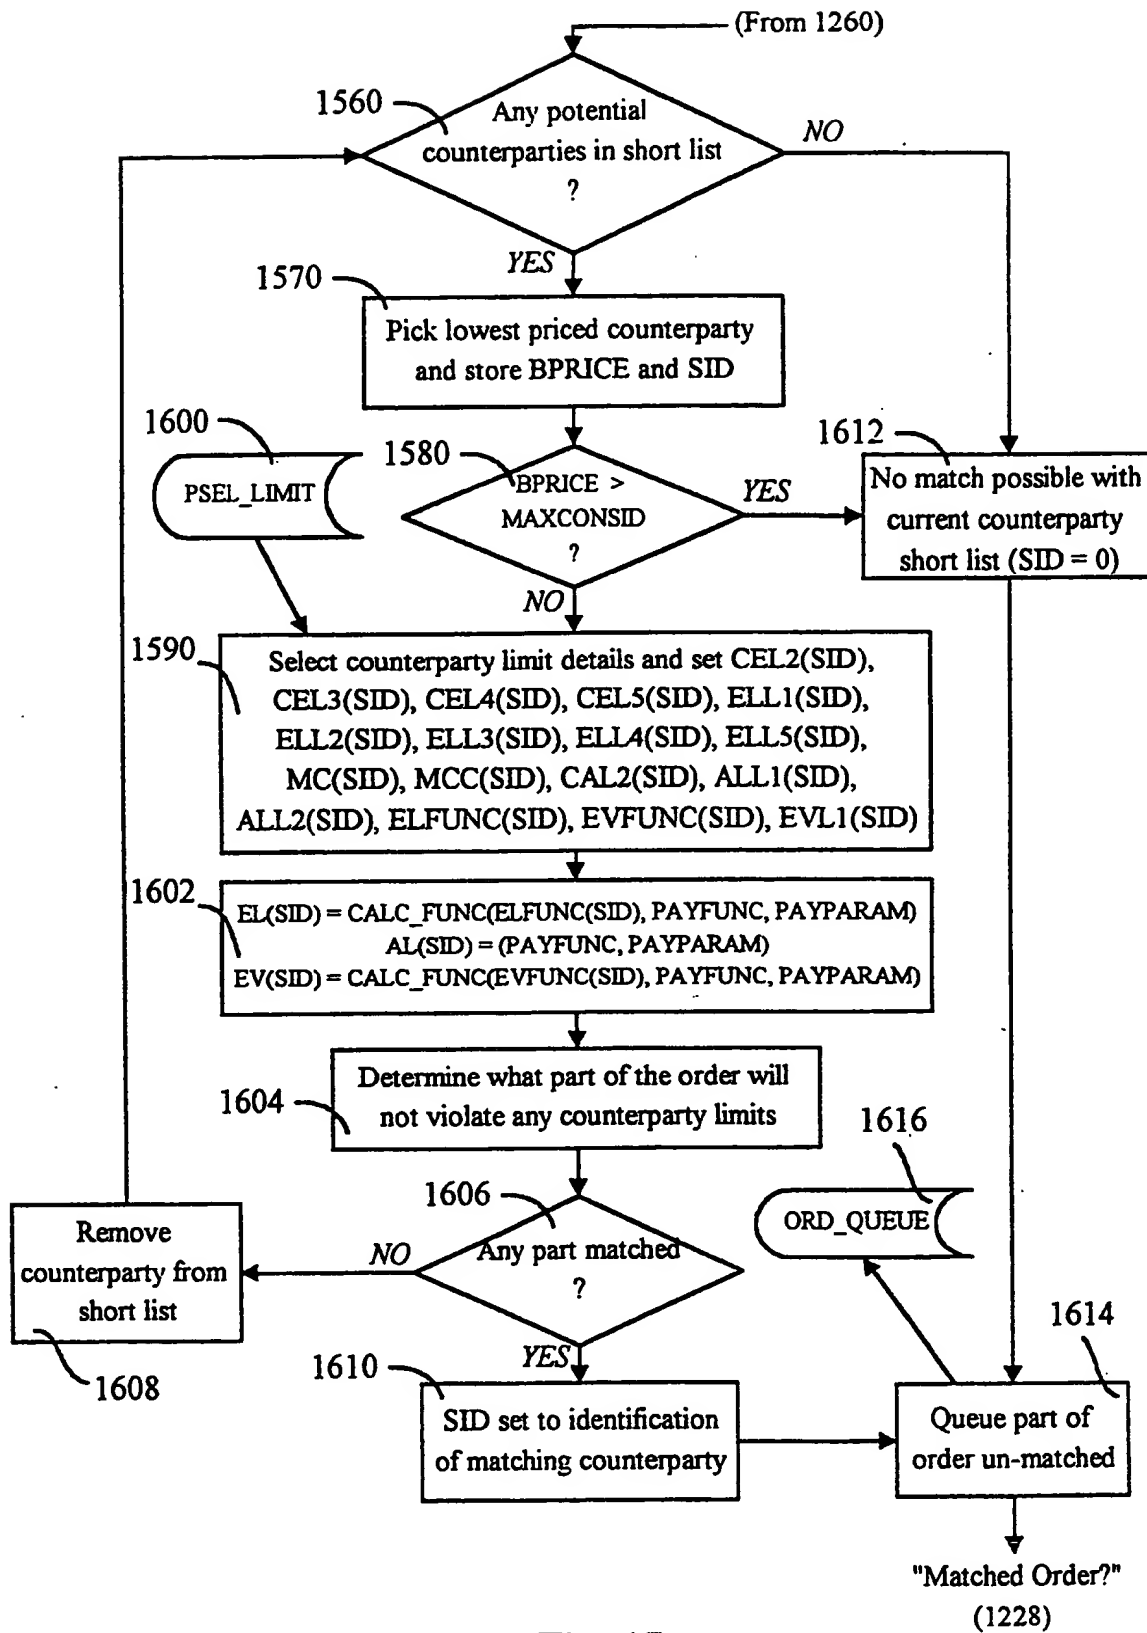 (From 1260)
1560
Any potential
counterparties in short list
?
NO
YES
1570
Pick lowest priced counterparty
and store BPRICE and SID
1600
PSEL_LIMIT
1580
BPRICE >
MAXCONSID
?
YES
NO
1612
No match possible with
current counterparty
short list (SID = 0)
1590
Select counterparty limit details and set CEL2(SID),
CEL3(SID), CEL4(SID), CEL5(SID), ELL1(SID),
ELL2(SID), ELL3(SID), ELL4(SID), ELL5(SID),
MC(SID), MCC(SID), CAL2(SID), ALL1(SID),
ALL2(SID), ELFUNC(SID), EVFUNC(SID), EVL1(SID)
1602
EL(SID) = CALC_FUNC(ELFUNC(SID), PAYFUNC, PAYPARAM)
AL(SID) = (PAYFUNC, PAYPARAM)
EV(SID) = CALC_FUNC(EVFUNC(SID), PAYFUNC, PAYPARAM)
1604
Determine what part of the order will
not violate any counterparty limits
1606
Any part matched
?
NO
YES
Remove
counterparty from
short list
1608
1616
ORD_QUEUE
1610
SID set to identification
of matching counterparty
1614
Queue part of
order un-matched
"Matched Order?"
(1228)